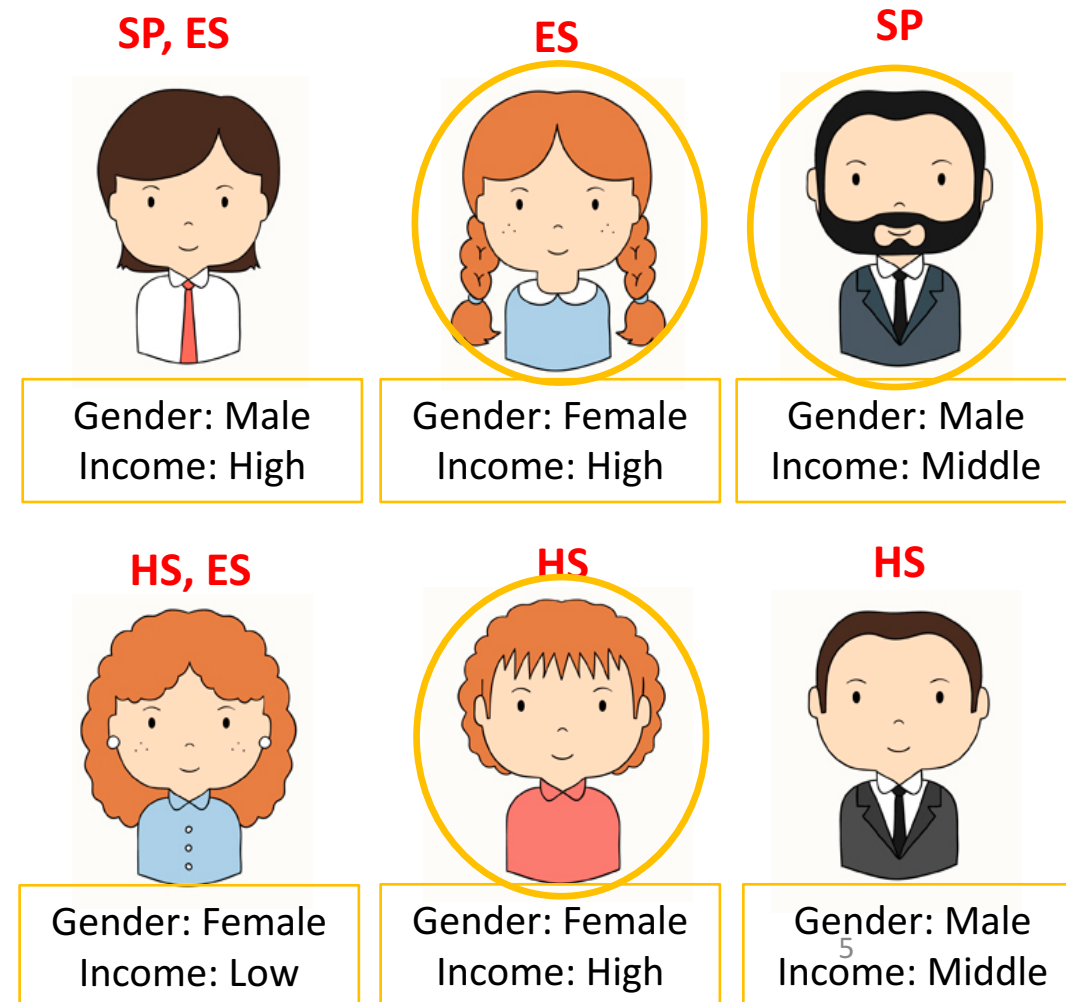 SP, ES
ES
SP
Gender: Male
Income: High
Gender: Female
Income: High
Gender: Male
Income: Middle
HS, ES
HS
HS
Gender: Female
Income: Low
Gender: Female
Income: High
Gender: Male
5
Income: Middle